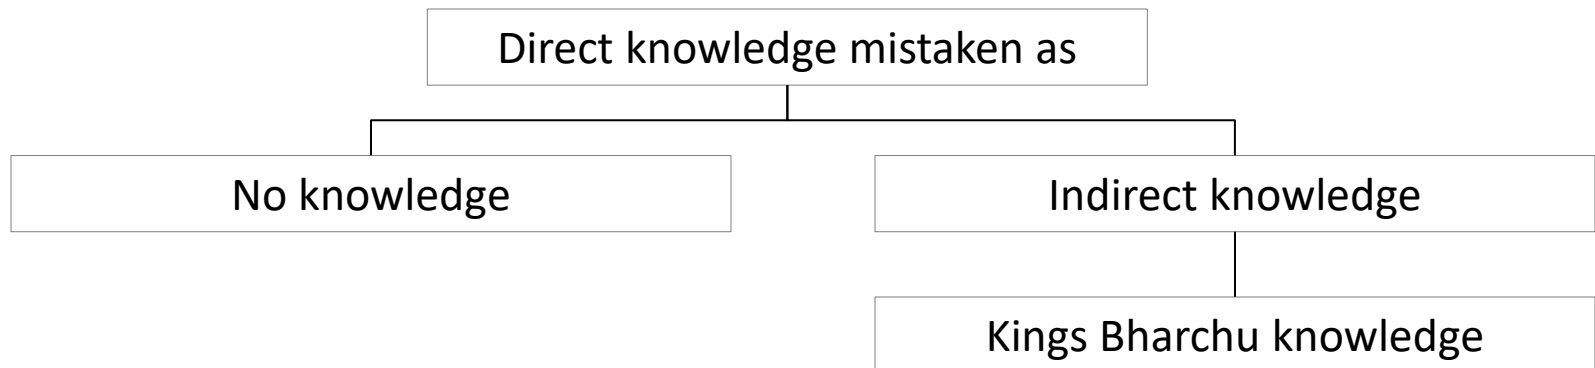 Direct knowledge mistaken as
No knowledge
Indirect knowledge
Kings Bharchu knowledge